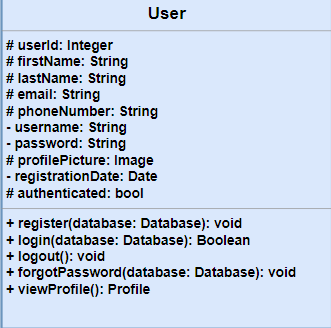 User
# userId: Integer
# firstName: String
# lastName: String
# email: String
# phoneNumber: String
- username: String
- password: String
# profilePicture: Image
- registrationDate: Date
# authenticated: bool
+ register(database: Database): void
+ login(database: Database): Boolean
+ logout(): void
+ forgotPassword(database: Database): void
+ viewProfile(): Profile